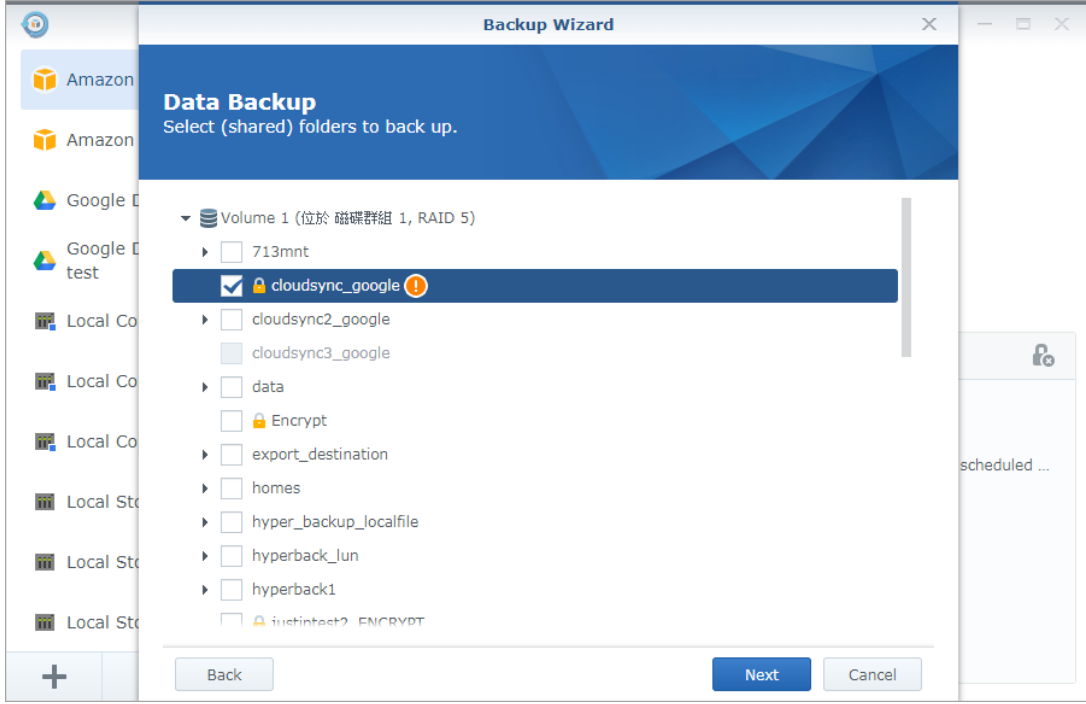 Backup Wizard
Data Backup
Select (shared) folders to back up.
Amazon
Amazon
Google D
Google D
test
Local Co
Local Co
Local Co
Local Sto
Local Sto
Local Sto
Volume 1 (位於 磁碟群組 1, RAID 5)
713mnt
cloudsync_google
cloudsync2_google
cloudsync3_google
data
Encrypt
export_destination
homes
hyper_backup_localfile
hyperback_lun
hyperback1
justintest2_ENCRYPT
scheduled ...
Back
Next
Cancel